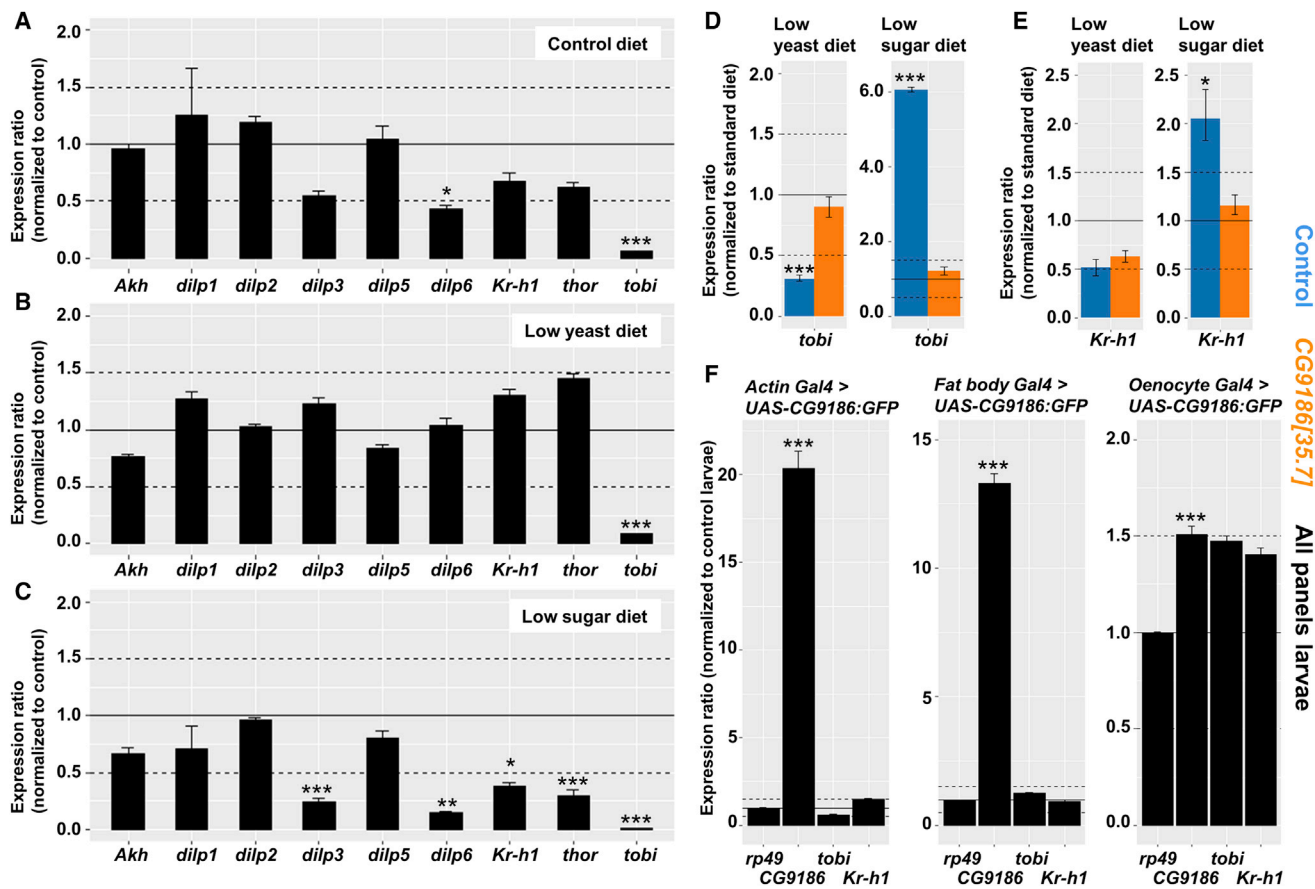 A
Expression ratio
(normalized to control)
2.0
1.5
1.0
0.5
0.0
Control diet
*
***
Akh dilp1 dilp2 dilp3 dilp5 dilp6 Kr-h1 thor tobi
B
Expression ratio
(normalized to control)
2.0
1.5
1.0
0.5
0.0
Low yeast diet
***
Akh dilp1 dilp2 dilp3 dilp5 dilp6 Kr-h1 thor tobi
C
Expression ratio
(normalized to control)
2.0
1.5
1.0
0.5
0.0
Low sugar diet
***
**
*
***
***
Akh dilp1 dilp2 dilp3 dilp5 dilp6 Kr-h1 thor tobi
D
Low
yeast diet
Low
sugar diet
Expression ratio
(normalized to standard diet)
2.0
1.5
1.0
0.5
0.0
***
tobi
6.0
4.0
2.0
0.0
***
tobi
E
Low
yeast diet
Low
sugar diet
Expression ratio
(normalized to standard diet)
2.5
2.0
1.5
1.0
0.5
0.0
Kr-h1
2.5
2.0
1.5
1.0
0.5
0.0
*
Kr-h1
F
Actin Gal4 >
UAS-CG9186:GFP
Fat body Gal4 >
UAS-CG9186:GFP
Oenocyte Gal4 >
UAS-CG9186:GFP
Expression ratio (normalized to control larvae)
20
15
10
5
0
***
rp49 tobi
CG9186 Kr-h1
15
10
5
0
***
rp49 tobi
CG9186 Kr-h1
2.0
1.5
1.0
0.5
0.0
***
rp49 tobi
CG9186 Kr-h1
Control
CG9186[35.7]
All panels larvae